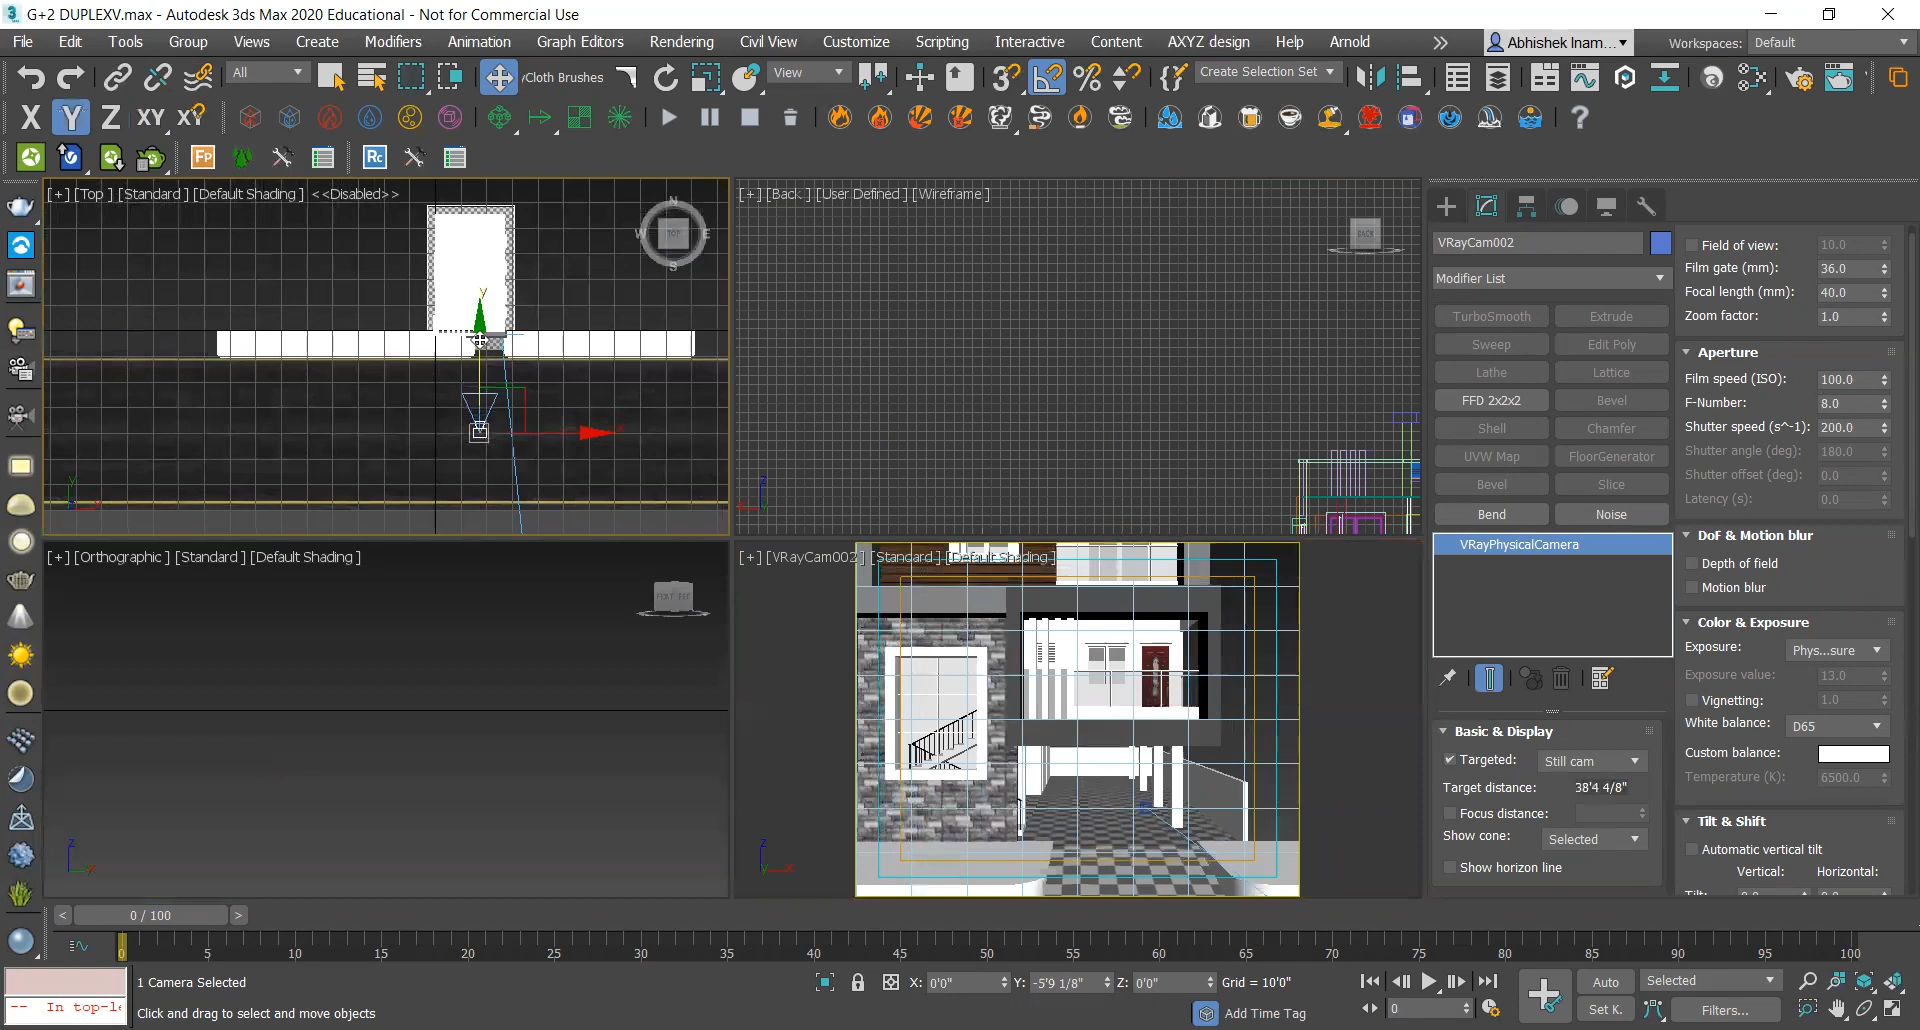 G+2 DUPLEXV.max - Autodesk 3ds Max 2020 Educational - Not for Commercial Use
File Edit Tools Group Views Create Modifiers Animation Graph Editors Rendering Civil View Customize Scripting Interactive Content AXYZ design Help Arnold
Abhishek Inam...
Workspaces: Default
All
Cloth Brushes
View
Create Selection Set
X Y Z XY XY
Fp
Rc
[+] [Top ] [Standard ] [Default Shading ] <<Disabled>>
N
W
TOP
E
S
y
x
[+] [Back ] [User Defined ] [Wireframe ]
BACK
[+] [Orthographic ] [Standard ] [Default Shading ]
[+] [VRayCam002] [Standard ] [Default Shading ]
VRayCam002
Modifier List
TurboSmooth Extrude
Sweep Edit Poly
Lathe Lattice
FFD 2x2x2 Bevel
Shell Chamfer
UVW Map FloorGenerator
Bevel Slice
Bend Noise
VRayPhysicalCamera
Basic & Display
Targeted: Still cam
Target distance: 38'4 4/8"
Focus distance:
Show cone: Selected
Show horizon line
Field of view: 10.0
Film gate (mm): 36.0
Focal length (mm): 40.0
Zoom factor: 1.0
Aperture
Film speed (ISO): 100.0
F-Number: 8.0
Shutter speed (s^-1): 200.0
Shutter angle (deg): 180.0
Shutter offset (deg): 0.0
Latency (s): 0.0
DoF & Motion blur
Depth of field
Motion blur
Color & Exposure
Exposure: Phys...sure
Exposure value: 13.0
Vignetting: 1.0
White balance: D65
Custom balance:
Temperature (K): 6500.0
Tilt & Shift
Automatic vertical tilt
Vertical: Horizontal:
< 0 / 100 >
0 5 10 15 20 25 30 35 40 45 50 55 60 65 70 75 80 85 90 95 100
1 Camera Selected
X: 0'0" Y: -5'9 1/8" Z: 0'0" Grid = 10'0"
Auto Selected
-- In top-le
Click and drag to select and move objects
Add Time Tag
0
Set K. Filters...